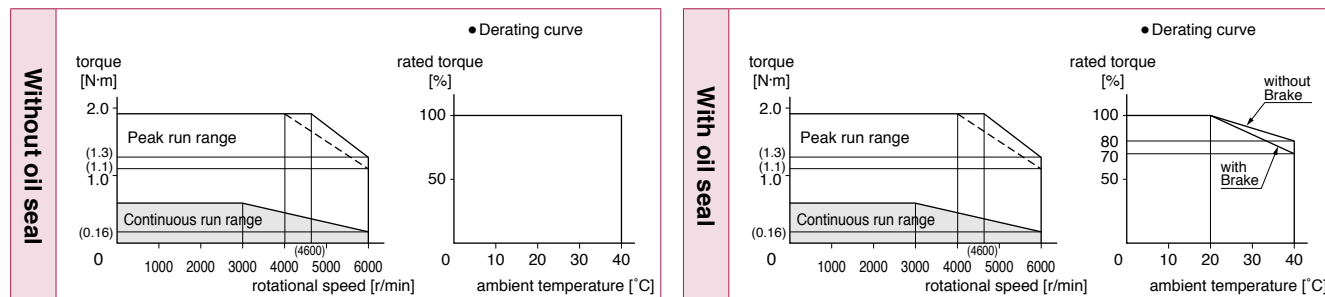 Without oil seal
torque
[N·m]
2.0
Peak run range
(1.3)
(1.1)
1.0
Continuous run range
(0.16)
0
(4600)
1000 2000 3000 4000 5000 6000
rotational speed [r/min]
● Derating curve
rated torque
[%]
100
50
0 10 20 30 40
ambient temperature [˚C]
With oil seal
torque
[N·m]
2.0
Peak run range
(1.3)
(1.1)
1.0
Continuous run range
(0.16)
0
(4600)
1000 2000 3000 4000 5000 6000
rotational speed [r/min]
● Derating curve
rated torque
[%]
without
Brake
100
80
70
with
Brake
50
0 10 20 30 40
ambient temperature [˚C]